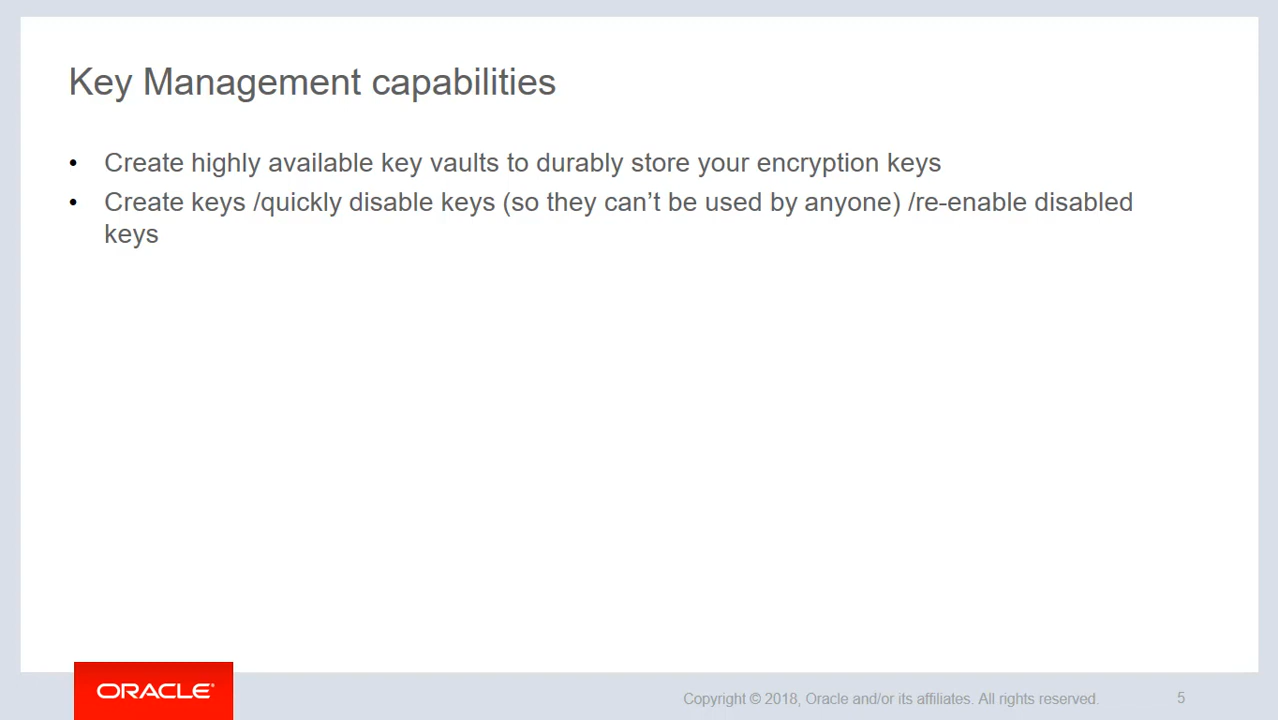 Key Management capabilities
• Create highly available key vaults to durably store your encryption keys
• Create keys /quickly disable keys (so they can’t be used by anyone) /re-enable disabled
keys
ORACLE®
Copyright © 2018, Oracle and/or its affiliates. All rights reserved.
5